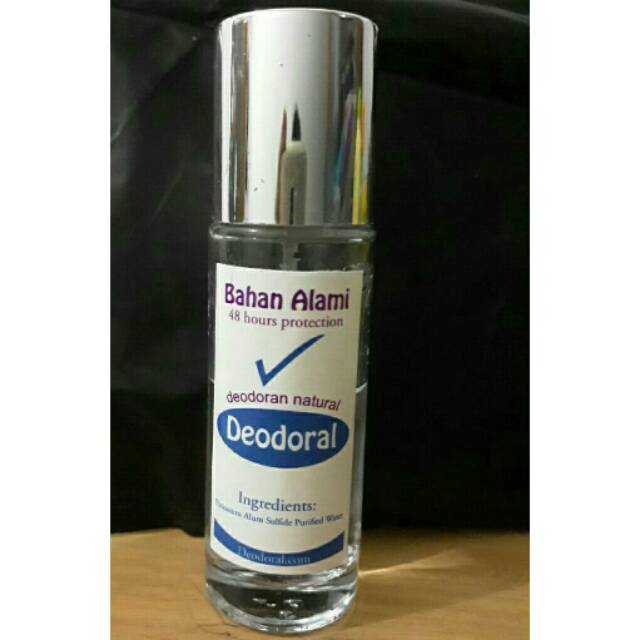 Bahan Alami
48 hours protection
deodoran natural
Deodoral
Ingredients:
Alum Sulfide Purified Water
Deodoral.com